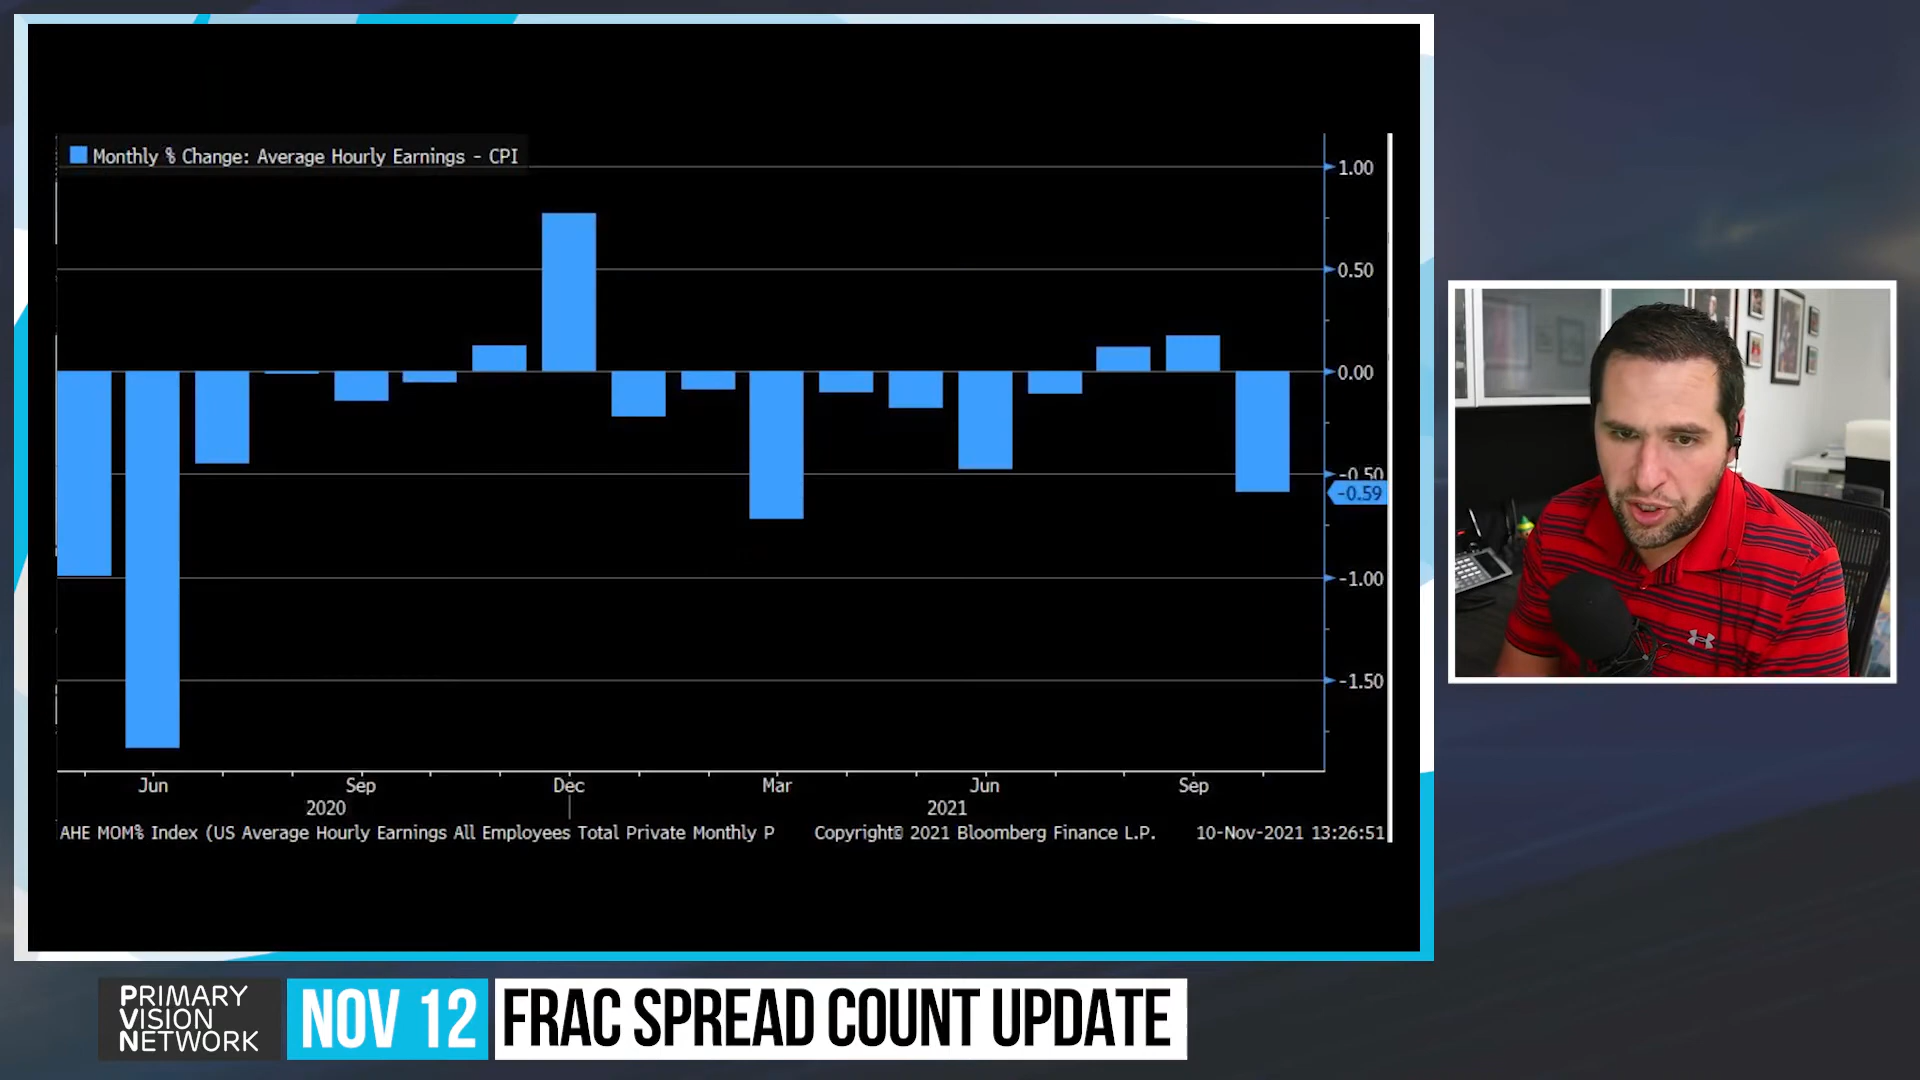 Monthly % Change: Average Hourly Earnings - CPI
1.00
0.50
0.00
-0.50
-0.59
-1.00
-1.50
Jun Sep Dec Mar Jun Sep
2020 2021
AHE MOM% Index (US Average Hourly Earnings All Employees Total Private Monthly P Copyright© 2021 Bloomberg Finance L.P. 10-Nov-2021 13:26:51
PRIMARY
VISION
NETWORK
NOV 12
FRAC SPREAD COUNT UPDATE